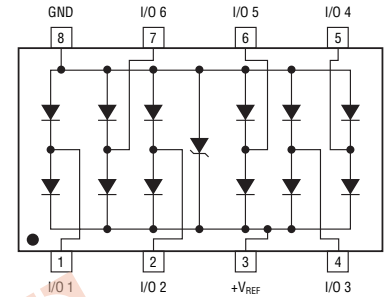 GND I/O 6 I/O 5 I/O 4
8 7 6 5
1 2 3 4
I/O 1 I/O 2 +VREF I/O 3